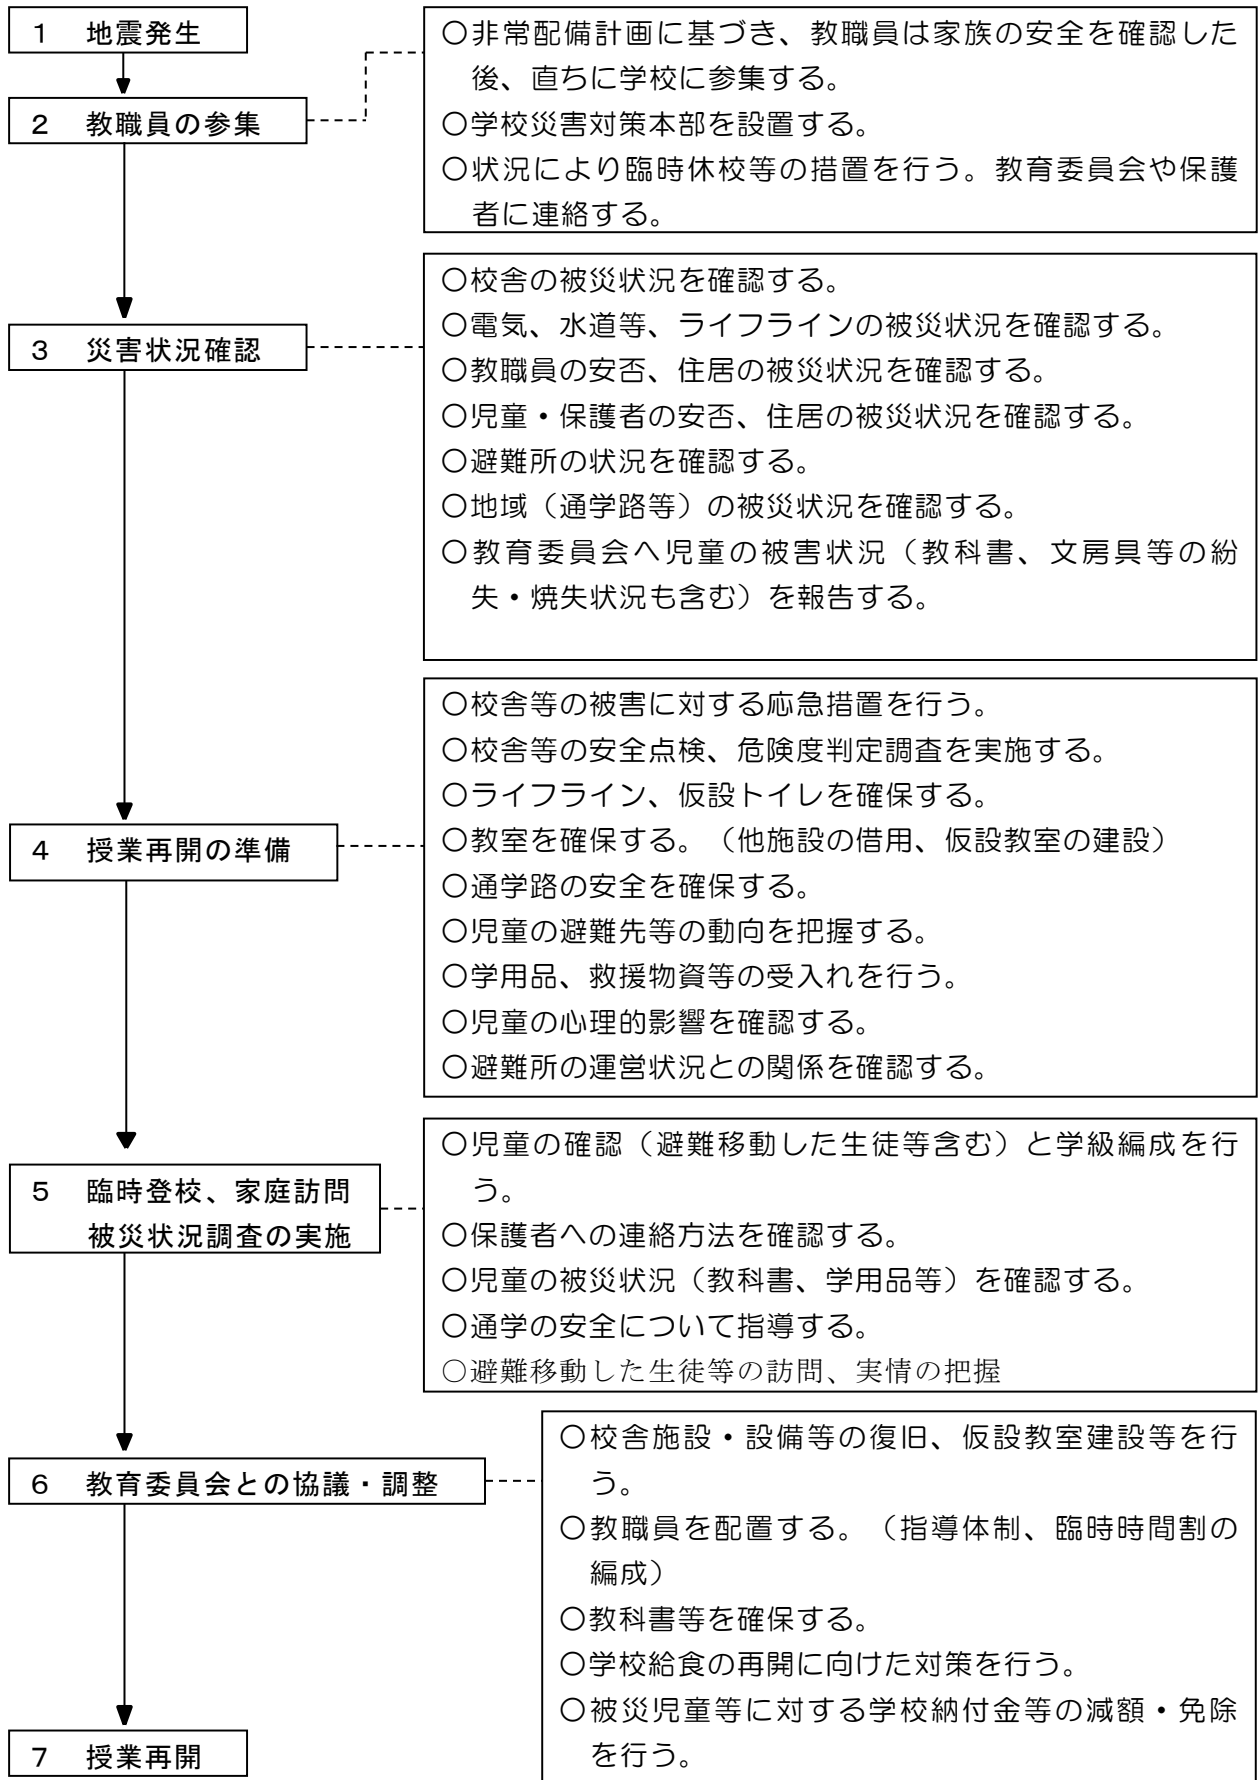 １　地震発生
２　教職員の参集
○非常配備計画に基づき、教職員は家族の安全を確認した
後、直ちに学校に参集する。
○学校災害対策本部を設置する。
○状況により臨時休校等の措置を行う。教育委員会や保護
者に連絡する。
３　災害状況確認
○校舎の被災状況を確認する。
○電気、水道等、ライフラインの被災状況を確認する。
○教職員の安否、住居の被災状況を確認する。
○児童・保護者の安否、住居の被災状況を確認する。
○避難所の状況を確認する。
○地域（通学路等）の被災状況を確認する。
○教育委員会へ児童の被害状況（教科書、文房具等の紛
失・焼失状況も含む）を報告する。
４　授業再開の準備
○校舎等の被害に対する応急措置を行う。
○校舎等の安全点検、危険度判定調査を実施する。
○ライフライン、仮設トイレを確保する。
○教室を確保する。（他施設の借用、仮設教室の建設）
○通学路の安全を確保する。
○児童の避難先等の動向を把握する。
○学用品、救援物資等の受入れを行う。
○児童の心理的影響を確認する。
○避難所の運営状況との関係を確認する。
５　臨時登校、家庭訪問
被災状況調査の実施
○児童の確認（避難移動した生徒等含む）と学級編成を行
う。
○保護者への連絡方法を確認する。
○児童の被災状況（教科書、学用品等）を確認する。
○通学の安全について指導する。
○避難移動した生徒等の訪問、実情の把握
６　教育委員会との協議・調整
○校舎施設・設備等の復旧、仮設教室建設等を行
う。
○教職員を配置する。（指導体制、臨時時間割の
編成）
○教科書等を確保する。
○学校給食の再開に向けた対策を行う。
○被災児童等に対する学校納付金等の減額・免除
を行う。
７　授業再開